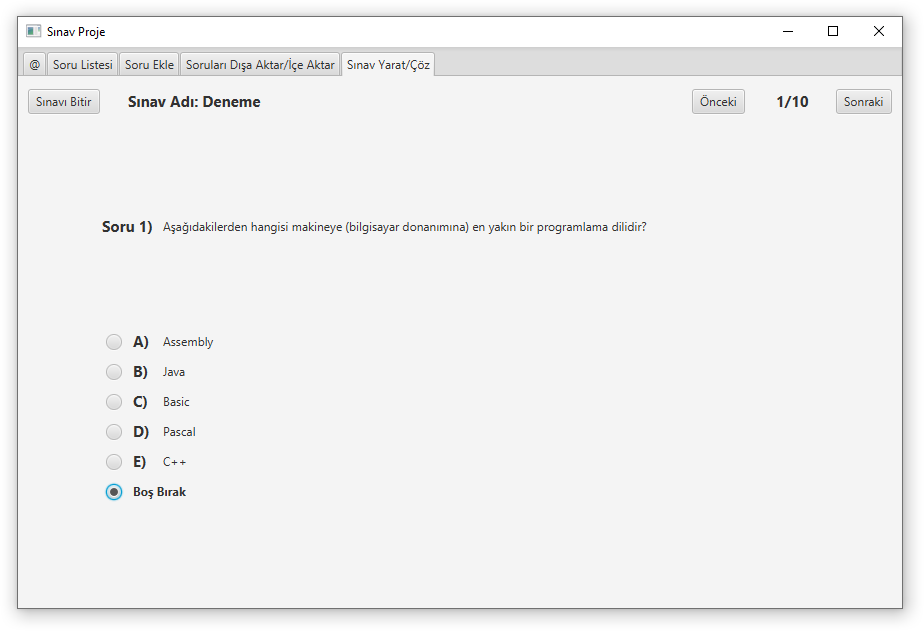 Sınav Proje
@ Soru Listesi Soru Ekle Soruları Dışa Aktar/İçe Aktar Sınav Yarat/Çöz
Sınavı Bitir Sınav Adı: Deneme Önceki 1/10 Sonraki
Soru 1) Aşağıdakilerden hangisi makineye (bilgisayar donanımına) en yakın bir programlama dilidir?
A) Assembly
B) Java
C) Basic
D) Pascal
E) C++
Boş Bırak